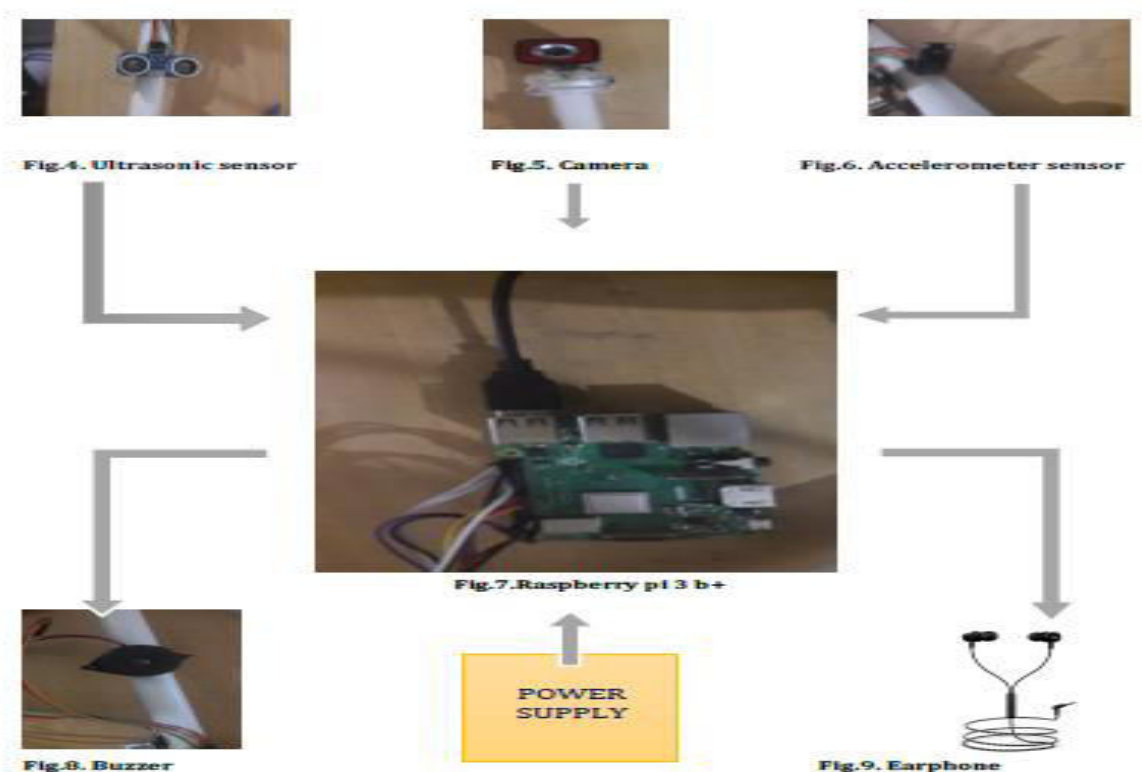 Fig.4. Ultrasonic sensor
Fig.5. Camera
Fig.6. Accelerometer sensor
Fig.7.Raspberry pi 3 b+
POWER
SUPPLY
Fig.8. Buzzer
Fig.9. Earphone